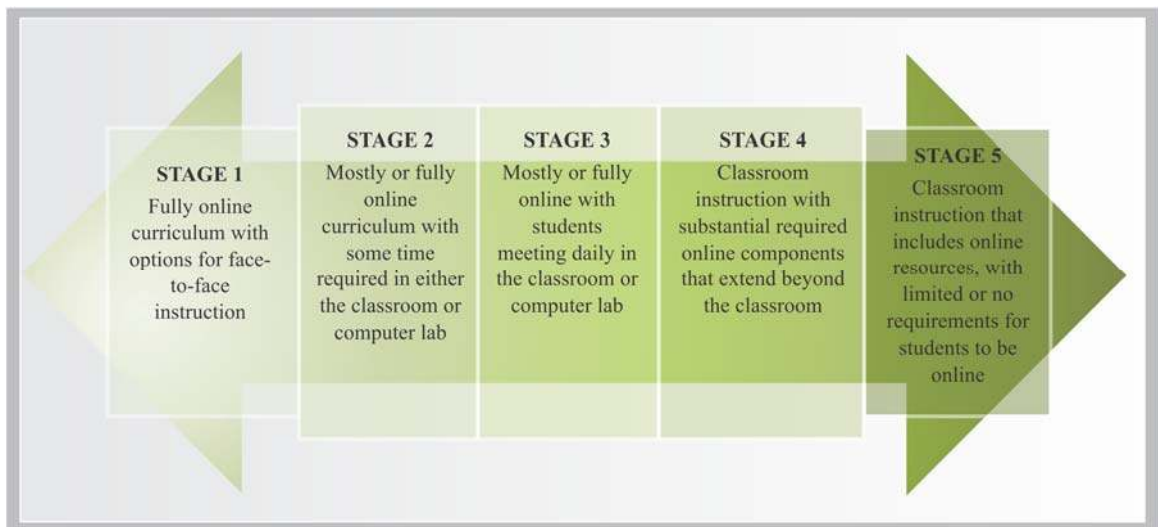 STAGE 1
Fully online
curriculum with
options for face-
to-face
instruction
STAGE 2
Mostly or fully
online
curriculum with
some time
required in either
the classroom or
computer lab
STAGE 3
Mostly or fully
online with
students
meeting daily in
the classroom or
computer lab
STAGE 4
Classroom
instruction with
substantial required
online components
that extend beyond
the classroom
STAGE 5
Classroom
instruction that
includes online
resources, with
limited or no
requirements for
students to be
online